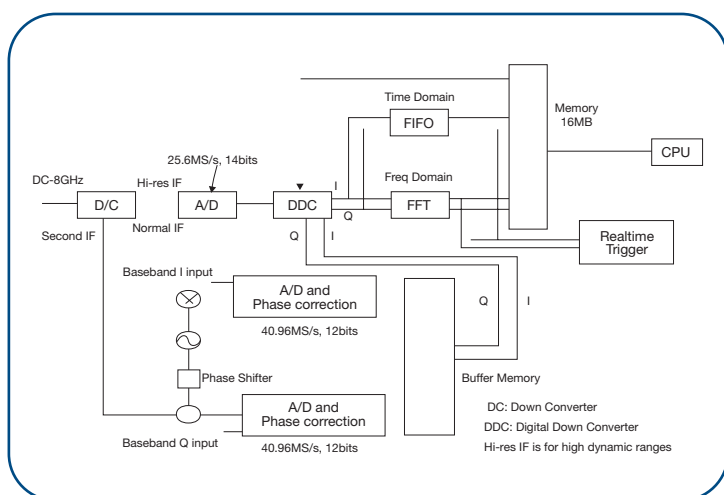 Time Domain
FIFO
Memory
16MB
CPU
25.6MS/s, 14bits
DC-8GHz
Hi-res IF
I
Freq Domain
D/C
A/D
DDC
FFT
Q
Second IF
Normal IF
Q
I
Realtime
Trigger
Baseband I input
A/D and
Phase correction
40.96MS/s, 12bits
Q
I
Phase Shifter
Buffer Memory
A/D and
Phase correction
Baseband Q input
40.96MS/s, 12bits
DC: Down Converter
DDC: Digital Down Converter
Hi-res IF is for high dynamic ranges